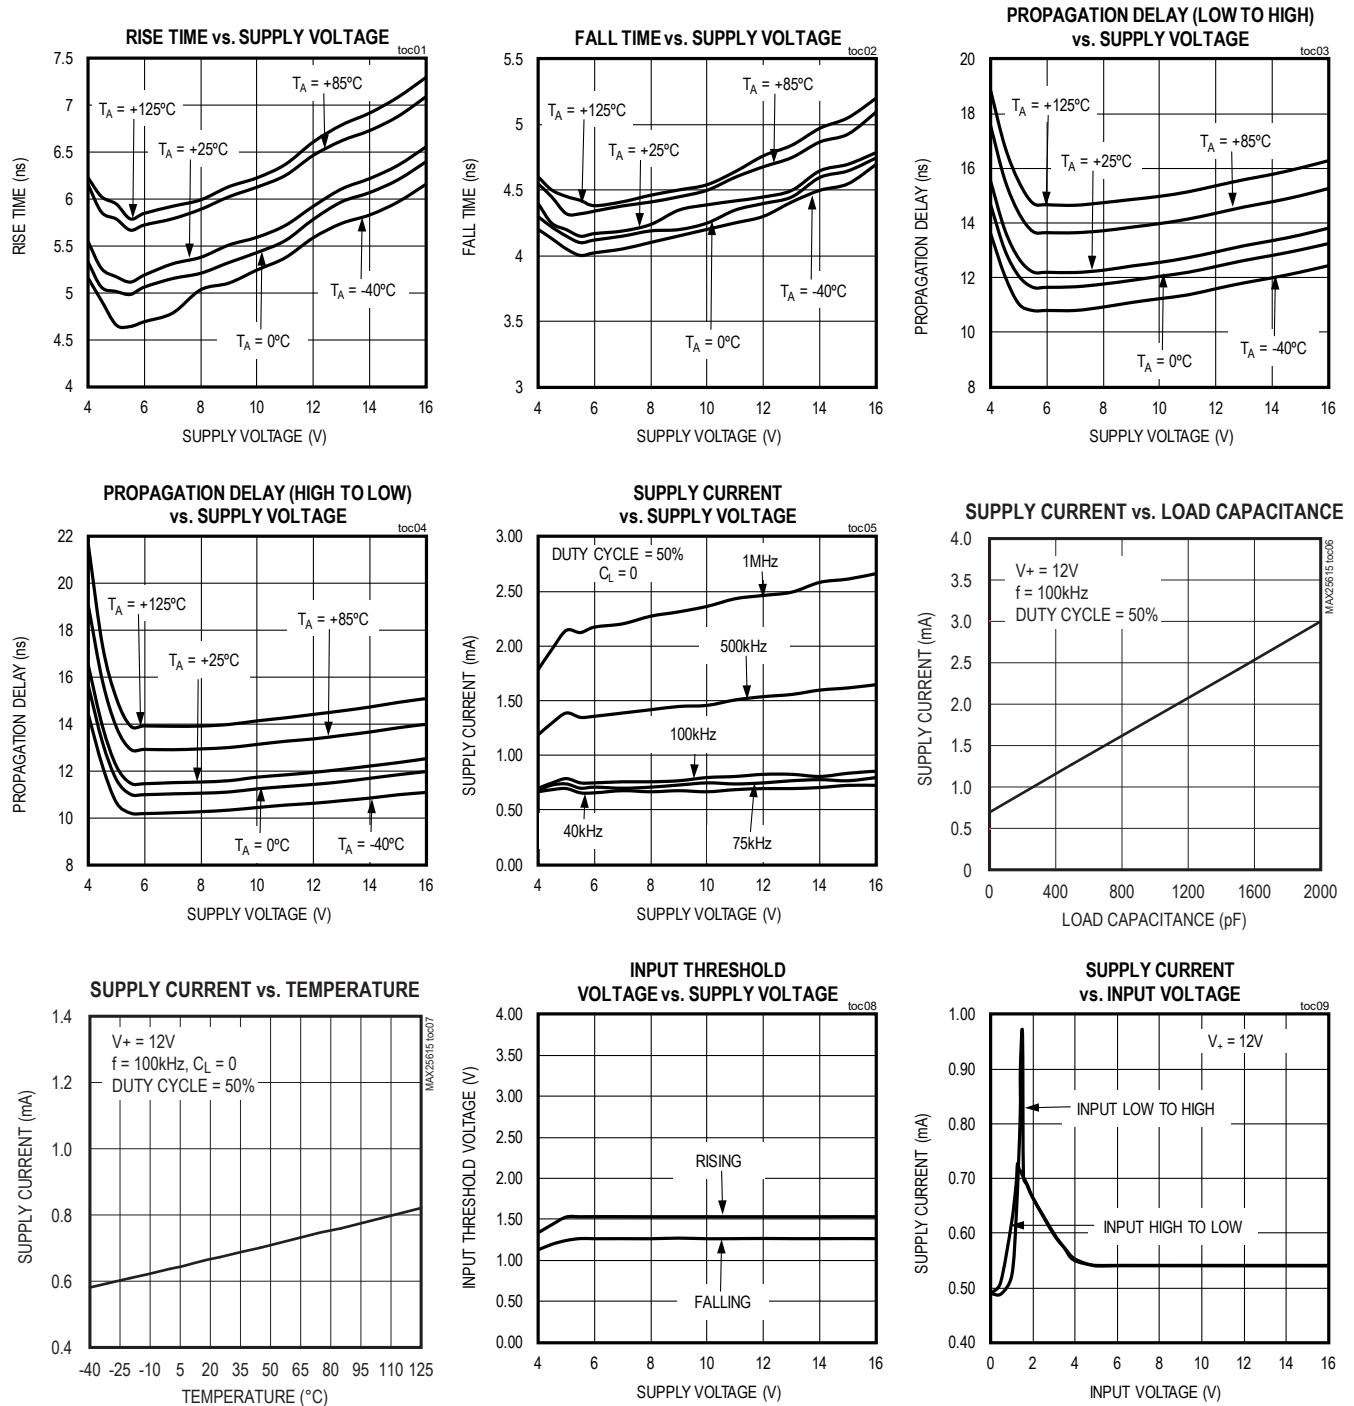 RISE TIME vs. SUPPLY VOLTAGE
toc01
7.5
7
6.5
6
5.5
5
4.5
4
RISE TIME (ns)
T_A = +85ºC
T_A = +125ºC
T_A = +25ºC
T_A = -40ºC
T_A = 0ºC
4 6 8 10 12 14 16
SUPPLY VOLTAGE (V)
FALL TIME vs. SUPPLY VOLTAGE
toc02
5.5
5
4.5
4
3.5
3
FALL TIME (ns)
T_A = +85ºC
T_A = +125ºC
T_A = +25ºC
T_A = -40ºC
T_A = 0ºC
4 6 8 10 12 14 16
SUPPLY VOLTAGE (V)
PROPAGATION DELAY (LOW TO HIGH)
vs. SUPPLY VOLTAGE
toc03
20
18
16
14
12
10
8
PROPAGATION DELAY (ns)
T_A = +125ºC
T_A = +85ºC
T_A = +25ºC
T_A = -40ºC
T_A = 0ºC
4 6 8 10 12 14 16
SUPPLY VOLTAGE (V)
PROPAGATION DELAY (HIGH TO LOW)
vs. SUPPLY VOLTAGE
toc04
22
20
18
16
14
12
10
8
PROPAGATION DELAY (ns)
T_A = +125ºC
T_A = +85ºC
T_A = +25ºC
T_A = 0ºC
T_A = -40ºC
4 6 8 10 12 14 16
SUPPLY VOLTAGE (V)
SUPPLY CURRENT
vs. SUPPLY VOLTAGE
toc05
3.00
2.50
2.00
1.50
1.00
0.50
0.00
SUPPLY CURRENT (mA)
DUTY CYCLE = 50%
C_L = 0
1MHz
500kHz
100kHz
40kHz
75kHz
4 6 8 10 12 14 16
SUPPLY VOLTAGE (V)
SUPPLY CURRENT vs. LOAD CAPACITANCE
MAX25615 toc06
4.0
3.5
3.0
2.5
2.0
1.5
1.0
0.5
0
SUPPLY CURRENT (mA)
V+ = 12V
f = 100kHz
DUTY CYCLE = 50%
0 400 800 1200 1600 2000
LOAD CAPACITANCE (pF)
SUPPLY CURRENT vs. TEMPERATURE
MAX25615 toc07
1.4
1.2
1.0
0.8
0.6
0.4
SUPPLY CURRENT (mA)
V+ = 12V
f = 100kHz, C_L = 0
DUTY CYCLE = 50%
-40 -25 -10 5 20 35 50 65 80 95 110 125
TEMPERATURE (°C)
INPUT THRESHOLD
VOLTAGE vs. SUPPLY VOLTAGE
toc08
4.00
3.50
3.00
2.50
2.00
1.50
1.00
0.50
0.00
INPUT THRESHOLD VOLTAGE (V)
RISING
FALLING
4 6 8 10 12 14 16
SUPPLY VOLTAGE (V)
SUPPLY CURRENT
vs. INPUT VOLTAGE
toc09
1.00
0.90
0.80
0.70
0.60
0.50
0.40
SUPPLY CURRENT (mA)
V_+ = 12V
INPUT LOW TO HIGH
INPUT HIGH TO LOW
0 2 4 6 8 10 12 14 16
INPUT VOLTAGE (V)